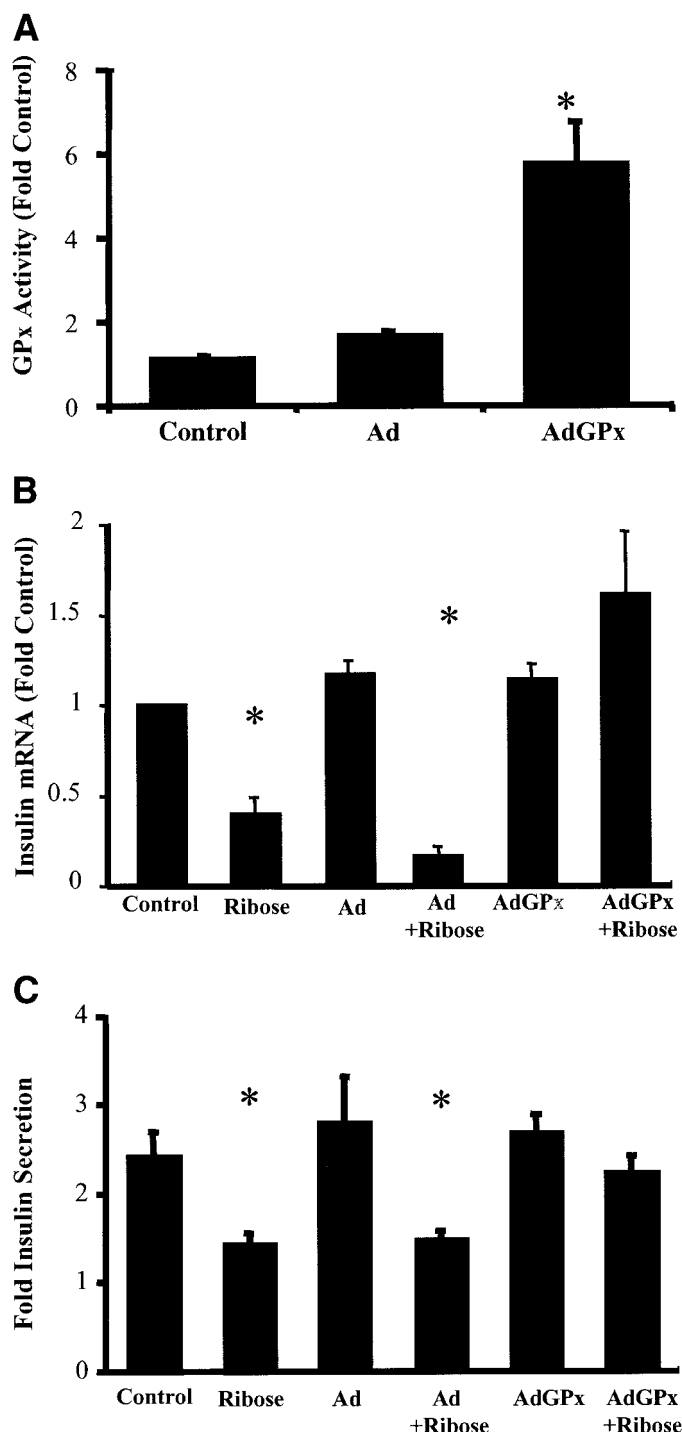 A
GPx Activity (Fold Control)
8
6
4
2
0
*
Control Ad AdGPx
B
Insulin mRNA (Fold Control)
2
1.5
1
0.5
0
*
*
Control Ribose Ad Ad +Ribose AdGPx AdGPx +Ribose
C
Fold Insulin Secretion
4
3
2
1
0
*
*
Control Ribose Ad Ad +Ribose AdGPx AdGPx +Ribose